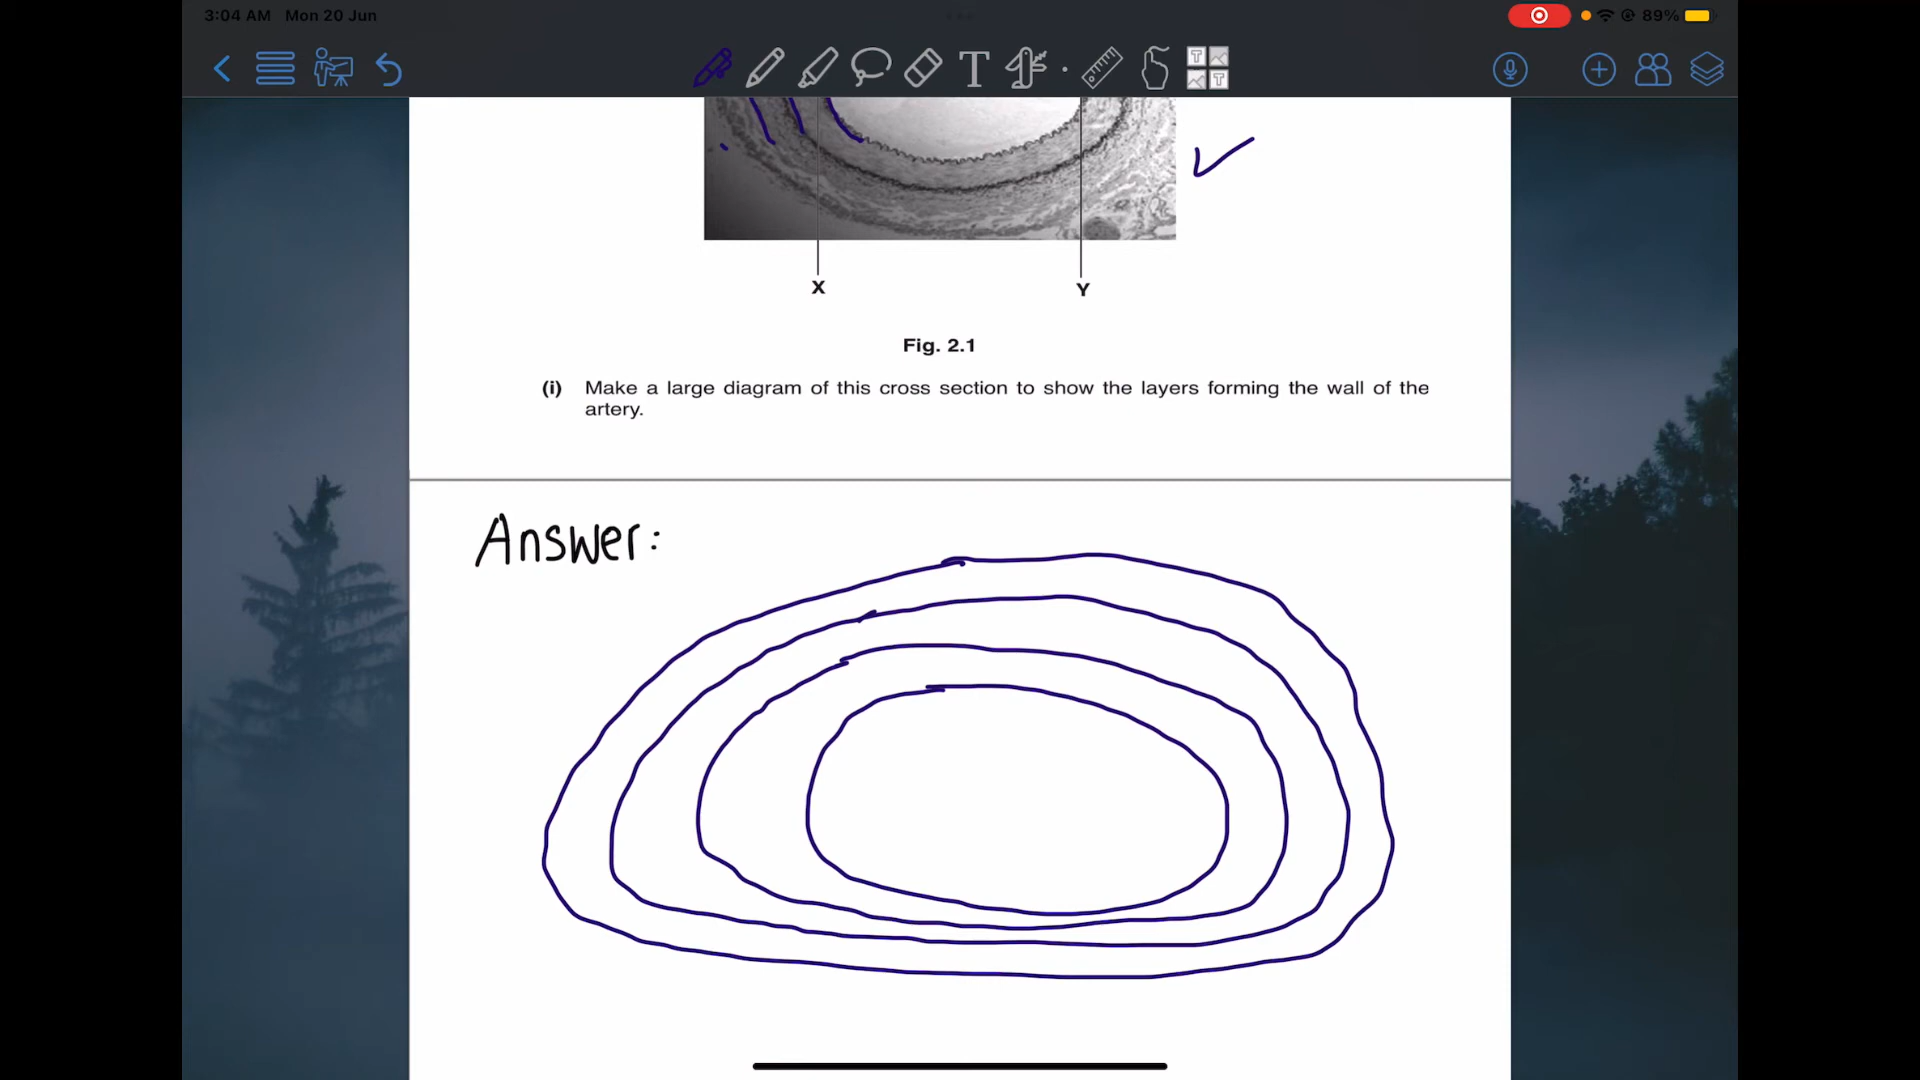 3:04 AM Mon 20 Jun
89%
T
T
T
X
Y
Fig. 2.1
(i) Make a large diagram of this cross section to show the layers forming the wall of the
artery.
Answer: